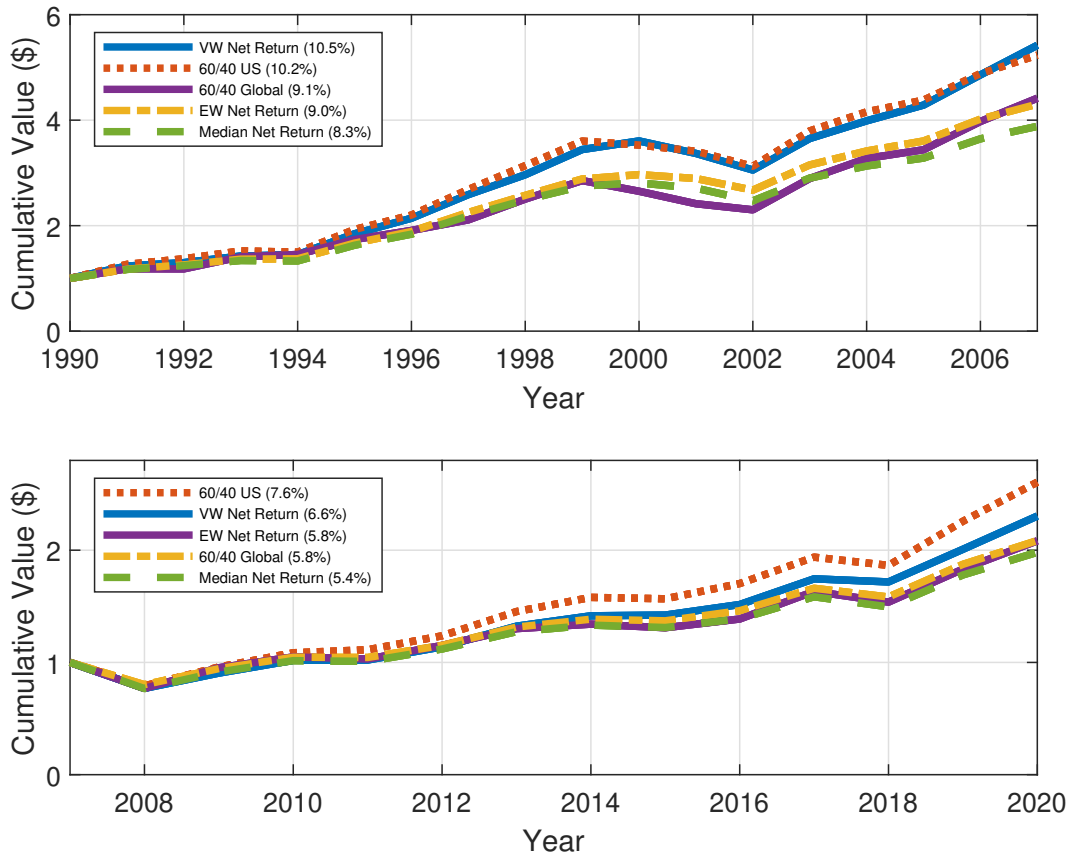 6
4
2
0
Cumulative Value ($)
VW Net Return (10.5%)
60/40 US (10.2%)
60/40 Global (9.1%)
EW Net Return (9.0%)
Median Net Return (8.3%)
1990 1992 1994 1996 1998 2000 2002 2004 2006
Year
2
1
0
Cumulative Value ($)
60/40 US (7.6%)
VW Net Return (6.6%)
EW Net Return (5.8%)
60/40 Global (5.8%)
Median Net Return (5.4%)
2008 2010 2012 2014 2016 2018 2020
Year